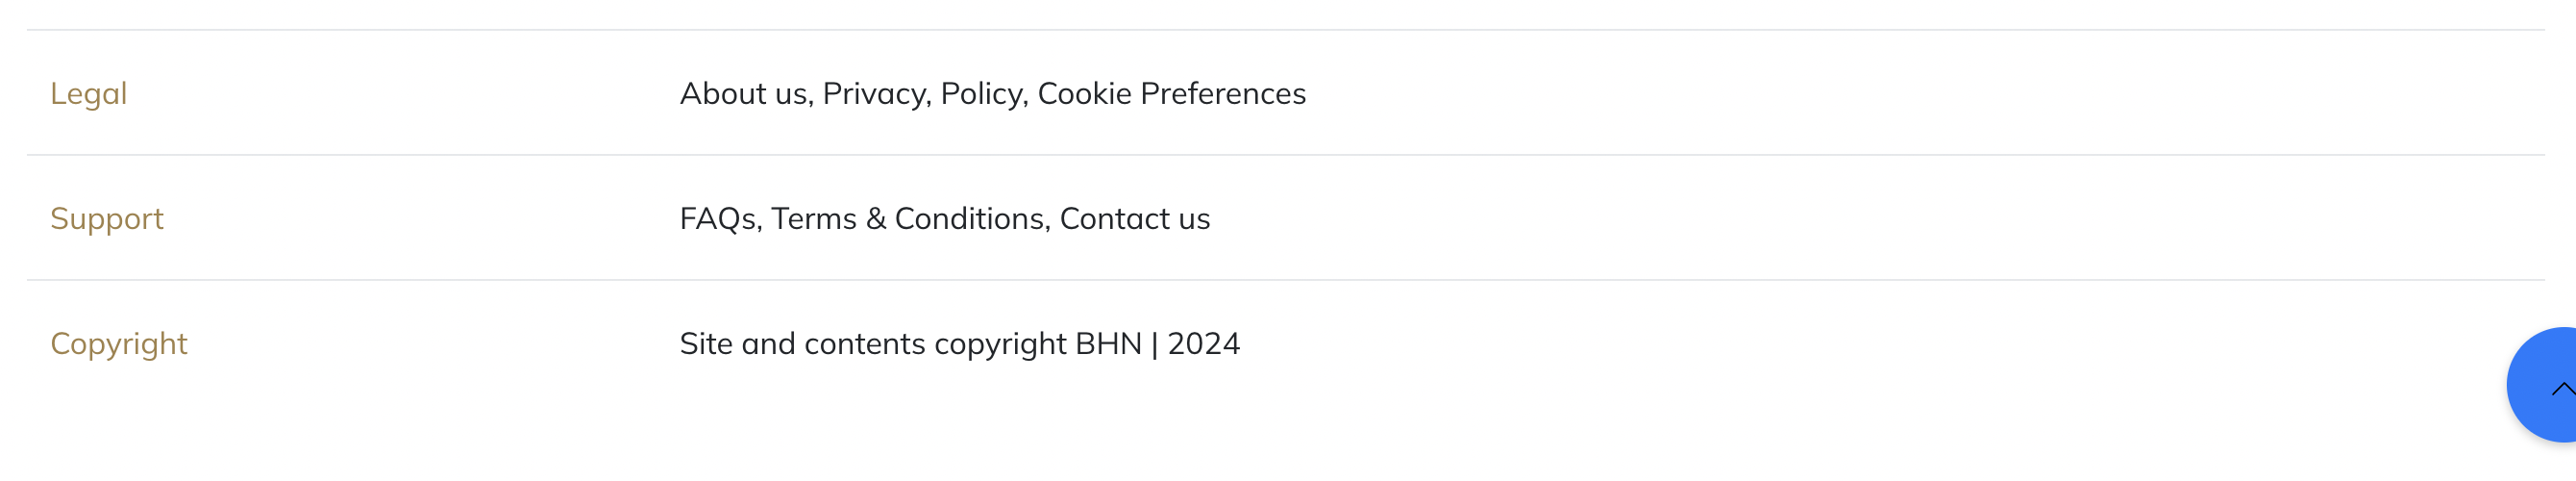 Legal
About us, Privacy, Policy, Cookie Preferences
Support
FAQs, Terms & Conditions, Contact us
Copyright
Site and contents copyright BHN | 2024